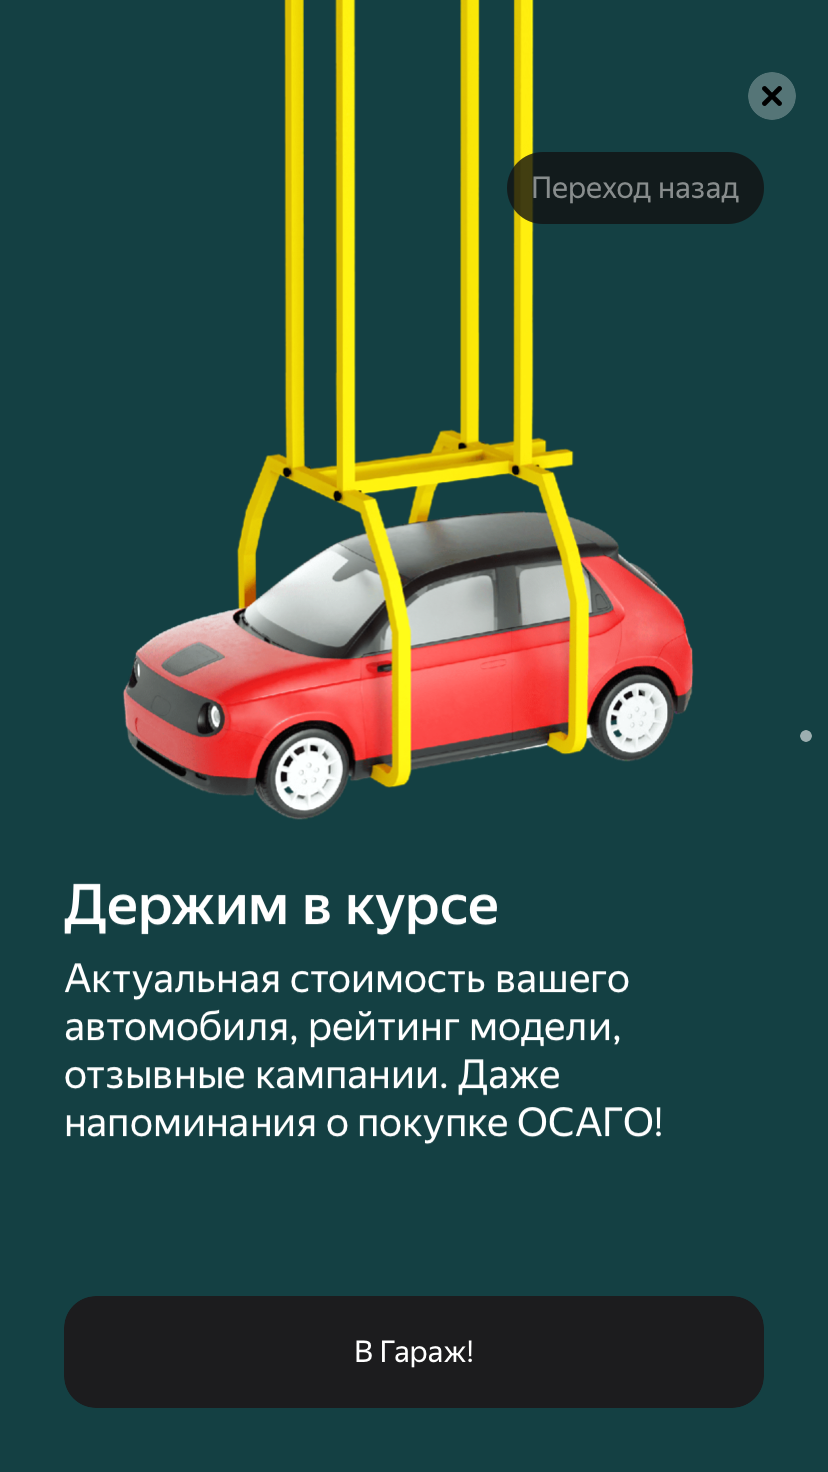 Переход назад
Держим в курсе
Актуальная стоимость вашего
автомобиля, рейтинг модели,
отзывные кампании. Даже
напоминания о покупке ОСАГО!
В Гараж!